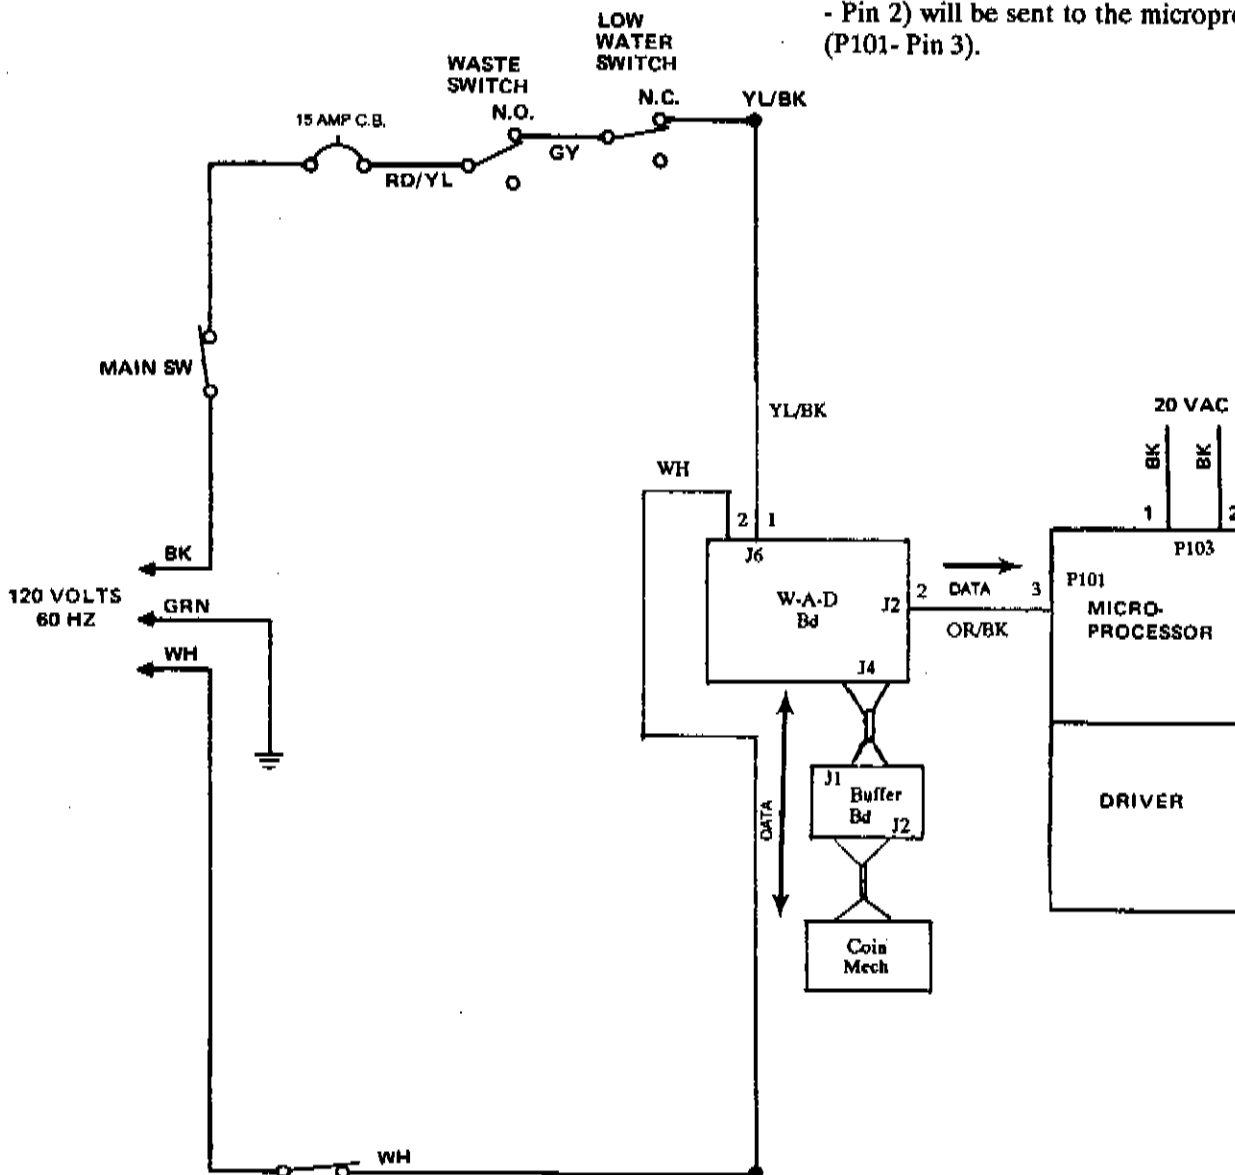 - Pin 2) will be sent to the micropr
(P101- Pin 3).
LOW
WATER
SWITCH
WASTE
SWITCH
N.O.
N.C.
YL/BK
15 AMP C.B.
RD/YL
GY
MAIN SW
YL/BK
20 VAC
BK
BK
WH
2 1
1 2
J6
P103
BK
120 VOLTS
60 HZ
GRN
WH
W-A-D
Bd
J2
2 DATA 3
OR/BK
P101
MICRO-
PROCESSOR
J4
DATA
J1
Buffer
Bd
J2
DRIVER
Coin
Mech
WH